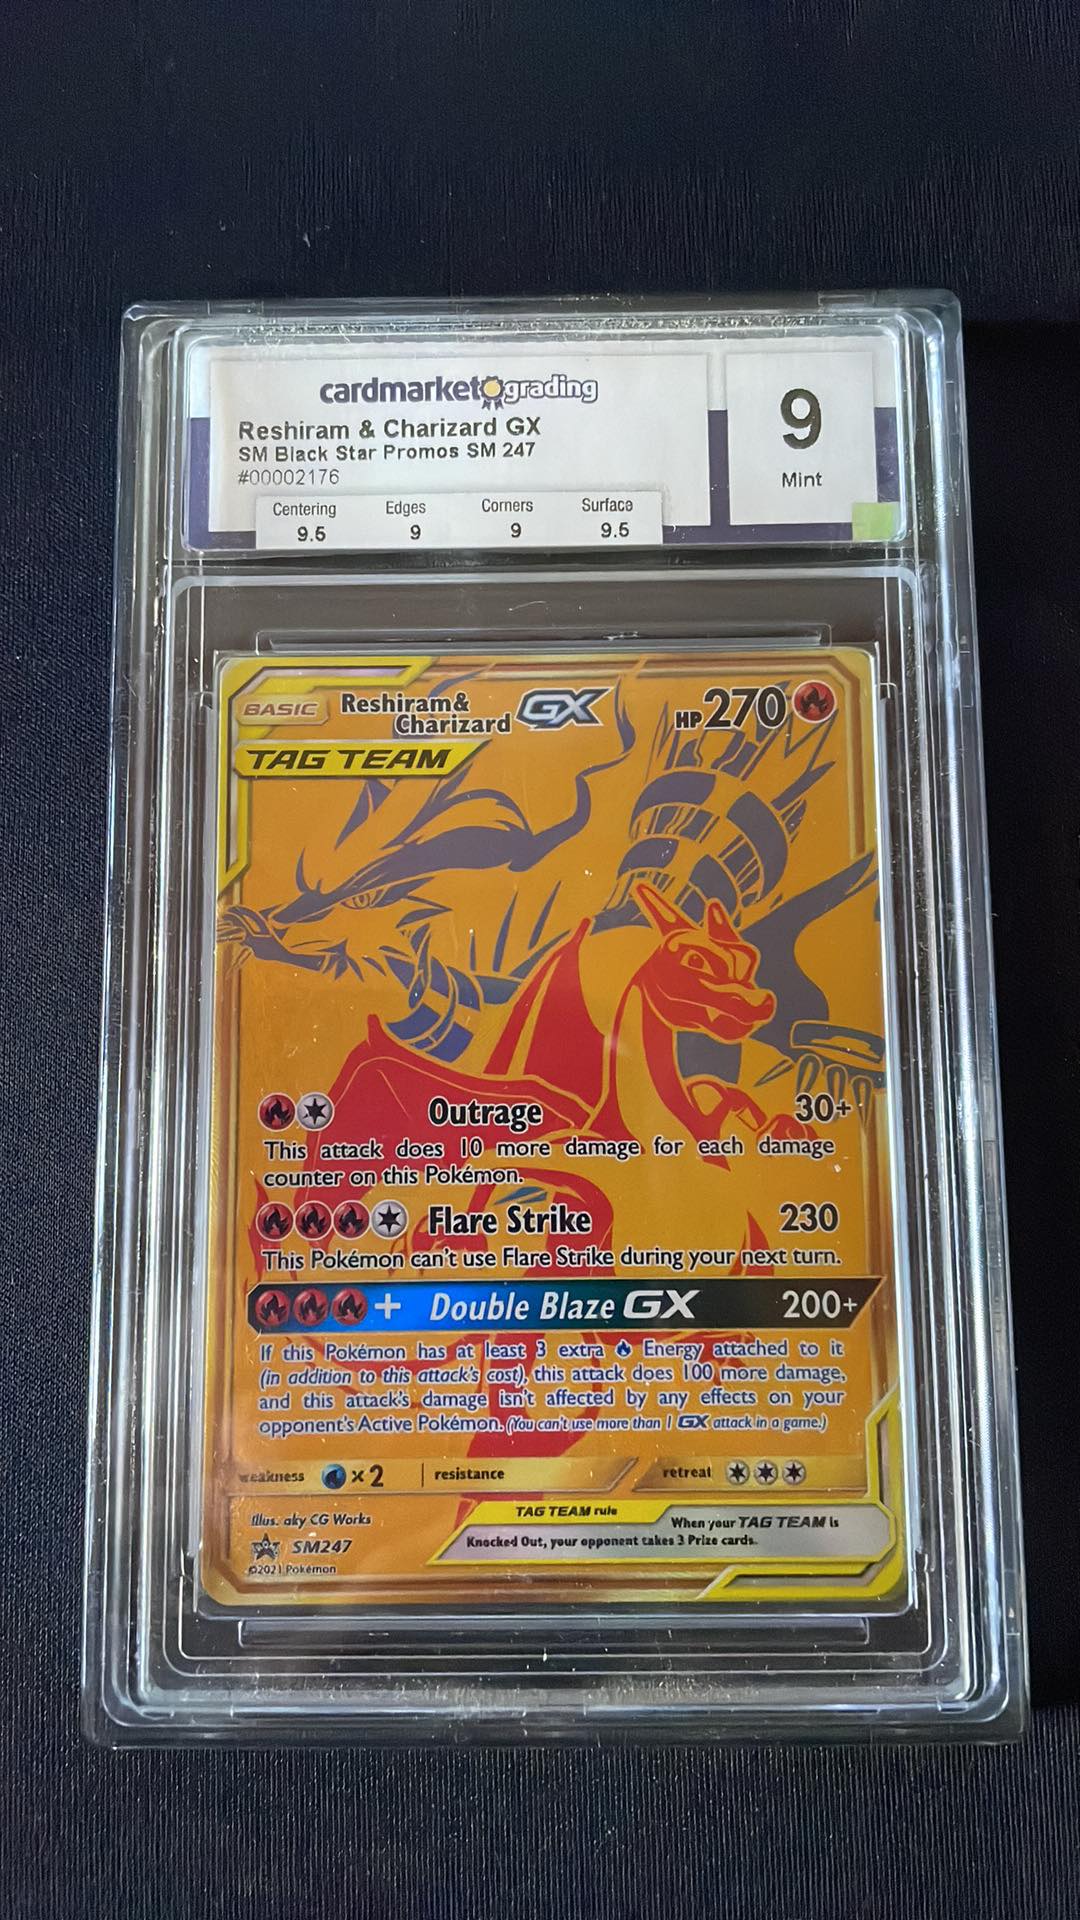 cardmarket grading
Reshiram & Charizard GX
SM Black Star Promos SM 247
#00002176
9
Mint
Centering Edges Corners Surface
9.5 9 9 9.5
BASIC Reshiram& Charizard GX HP270
TAG TEAM
Outrage 30+
This attack does 10 more damage for each damage
counter on this Pokémon.
Flare Strike 230
This Pokémon can't use Flare Strike during your next turn.
+ Double Blaze GX 200+
If this Pokémon has at least 3 extra Energy attached to it
(in addition to this attack's cost), this attack does 100 more damage,
and this attack's damage isn't affected by any effects on your
opponent's Active Pokémon. (You can't use more than 1 GX attack in a game.)
weakness ×2 resistance retreat
Illus. aky CG Works
SM247
©2021 Pokémon
TAG TEAM rule
When your TAG TEAM is
Knocked Out, your opponent takes 3 Prize cards.